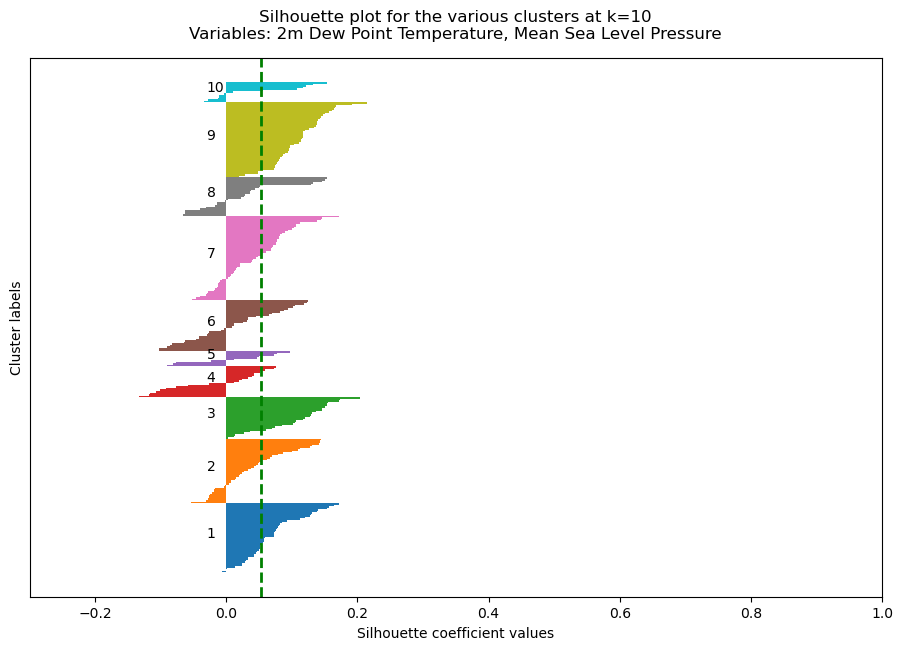 Silhouette plot for the various clusters at k=10
Variables: 2m Dew Point Temperature, Mean Sea Level Pressure
10
9
8
7
6
5
4
3
2
1
Cluster labels
−0.2 0.0 0.2 0.4 0.6 0.8 1.0
Silhouette coefficient values